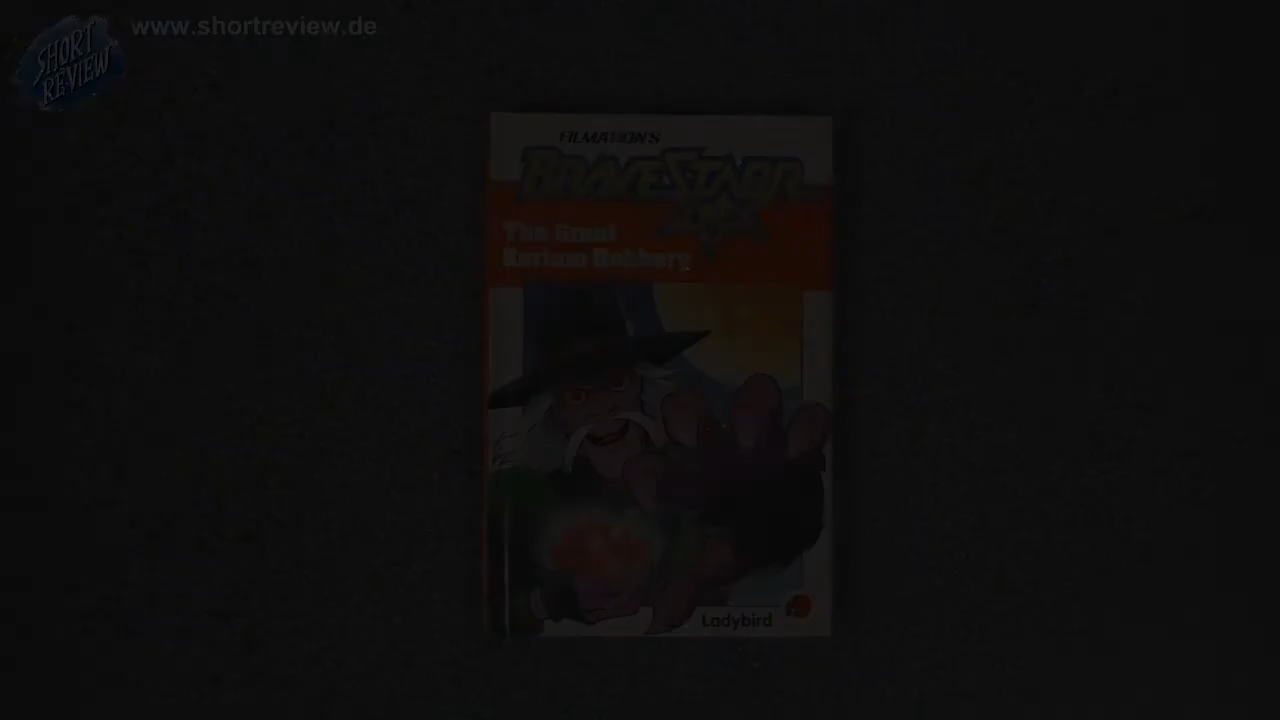 SHORT
REVIEW
www.shortreview.de
FILMATION'S
BRAVESTARR
The Great
Kerium Robbery
Ladybird